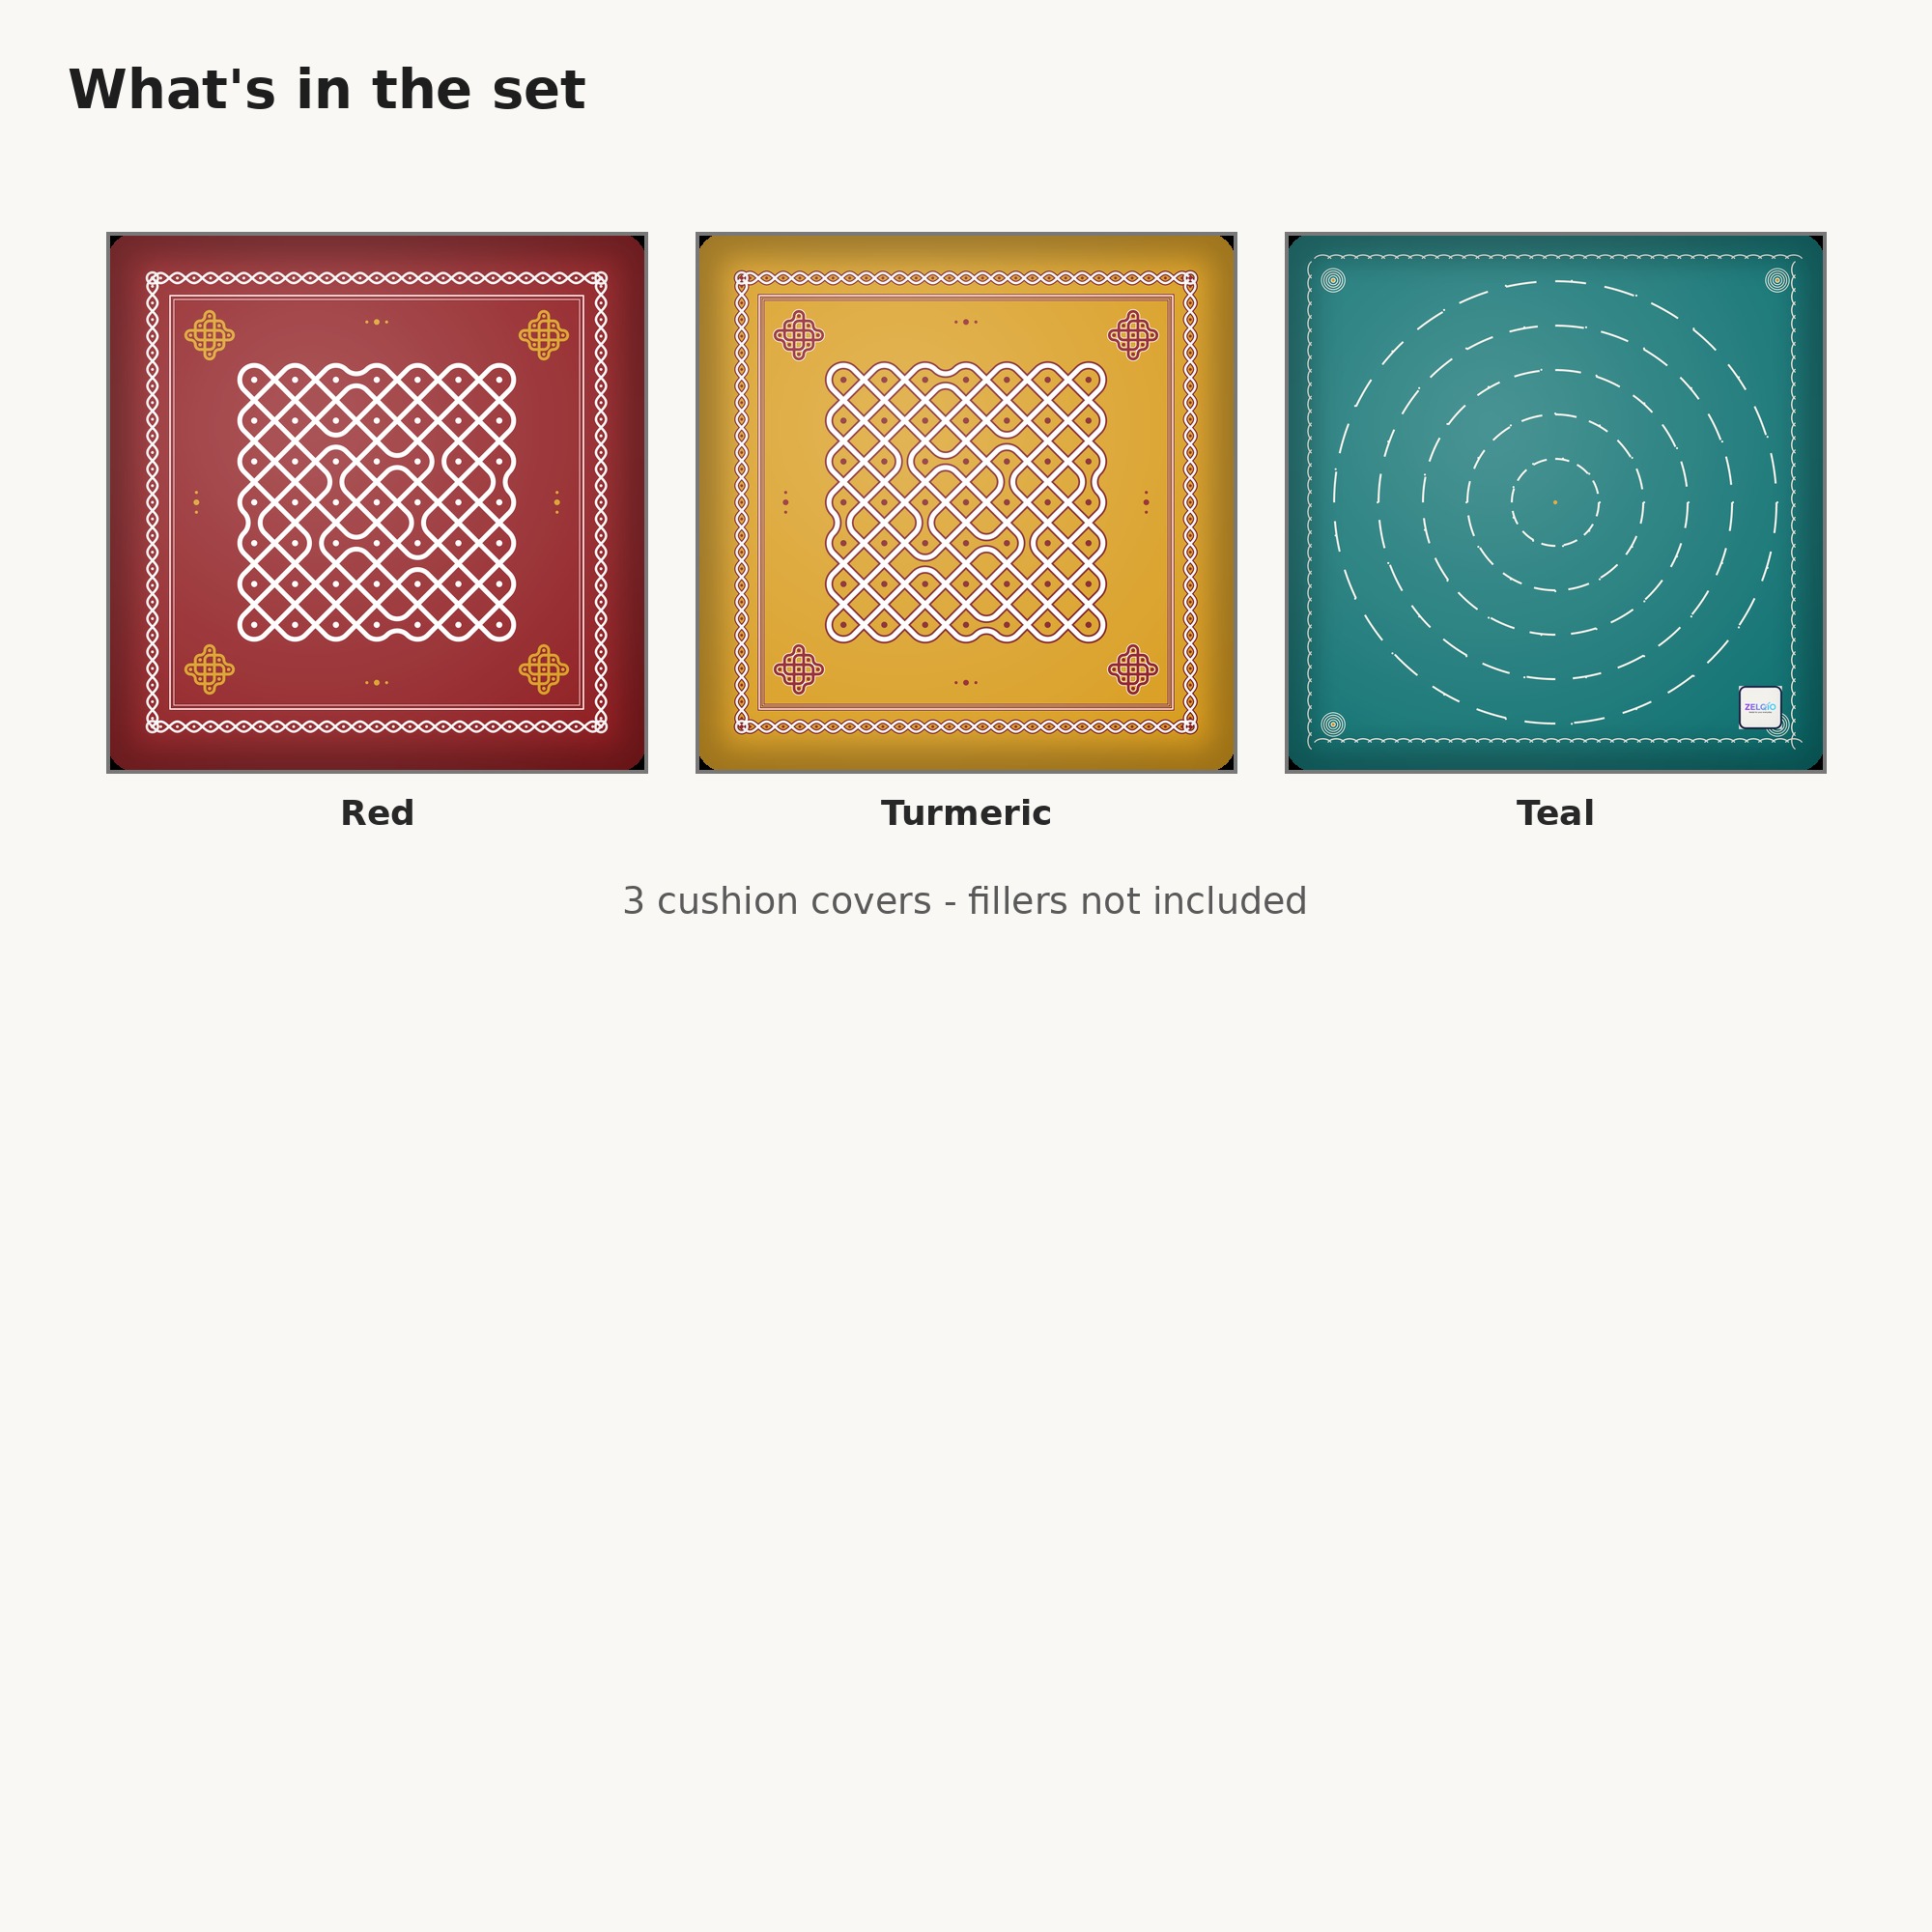 What's in the set
ZELGIO
Red
Turmeric
Teal
3 cushion covers - fillers not included